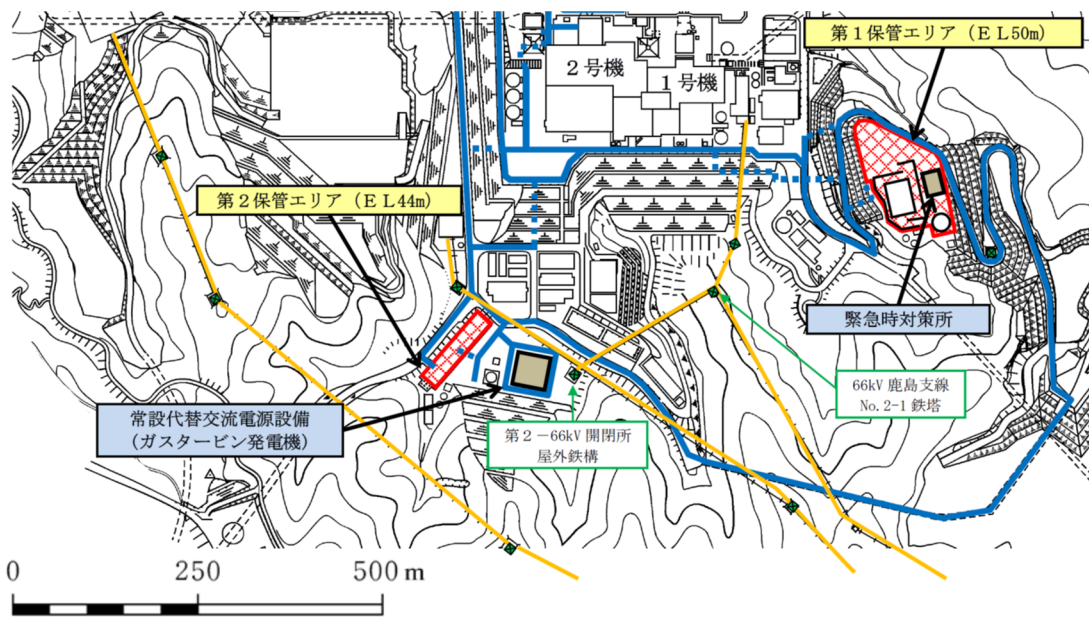 第1保管エリア(EL50m)
2号機
1号機
第2保管エリア(EL44m)
緊急時対策所
66kV 鹿島支線
No.2-1 鉄塔
常設代替交流電源設備
(ガスタービン発電機)
第2-66kV 開閉所
屋外鉄構
0 250 500 m